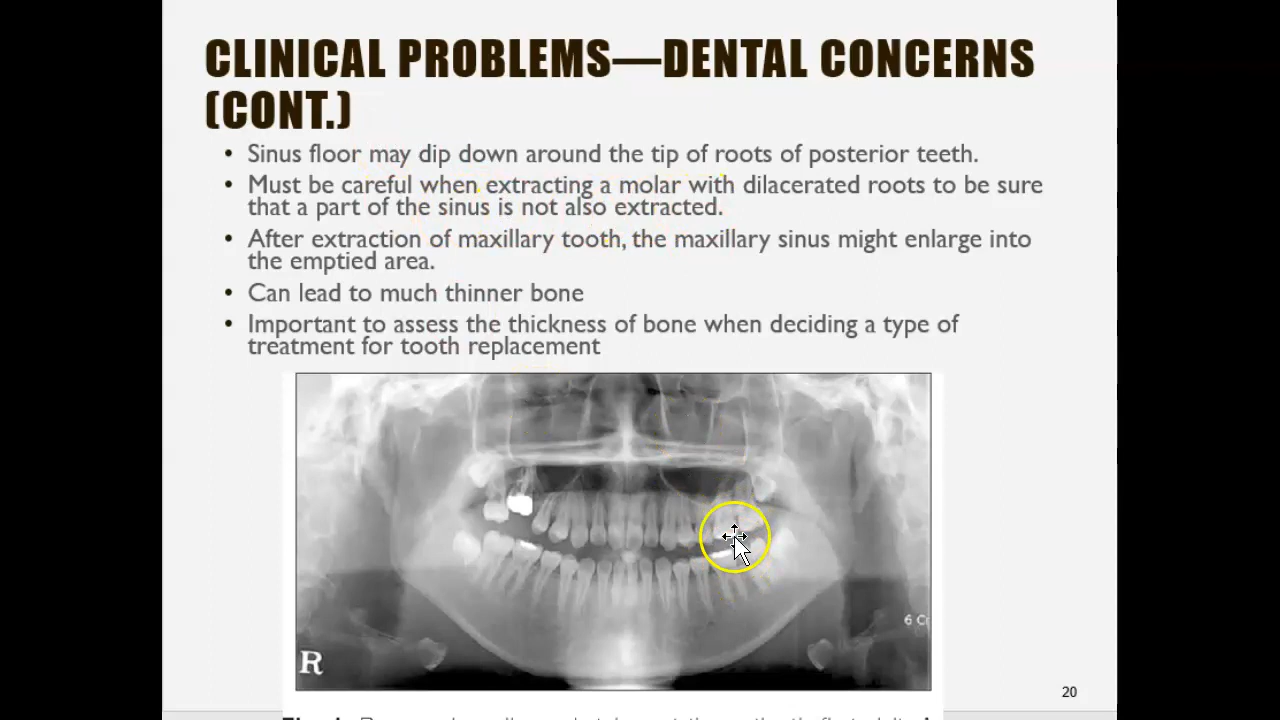 CLINICAL PROBLEMS—DENTAL CONCERNS
(CONT.)
• Sinus floor may dip down around the tip of roots of posterior teeth.
• Must be careful when extracting a molar with dilacerated roots to be sure
that a part of the sinus is not also extracted.
• After extraction of maxillary tooth, the maxillary sinus might enlarge into
the emptied area.
• Can lead to much thinner bone
• Important to assess the thickness of bone when deciding a type of
treatment for tooth replacement
6
R
20